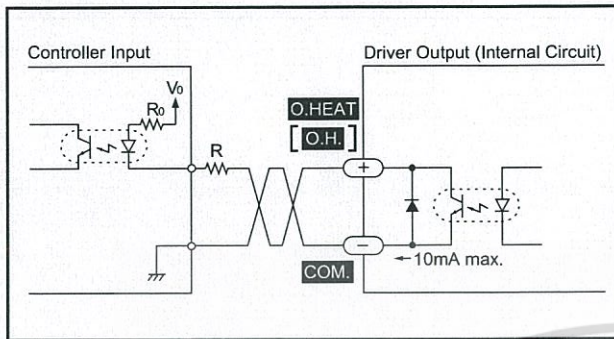 Controller Input
Driver Output (Internal Circuit)
V₀
R₀
O.HEAT
[ O.H. ]
R
+
−
COM.
10mA max.